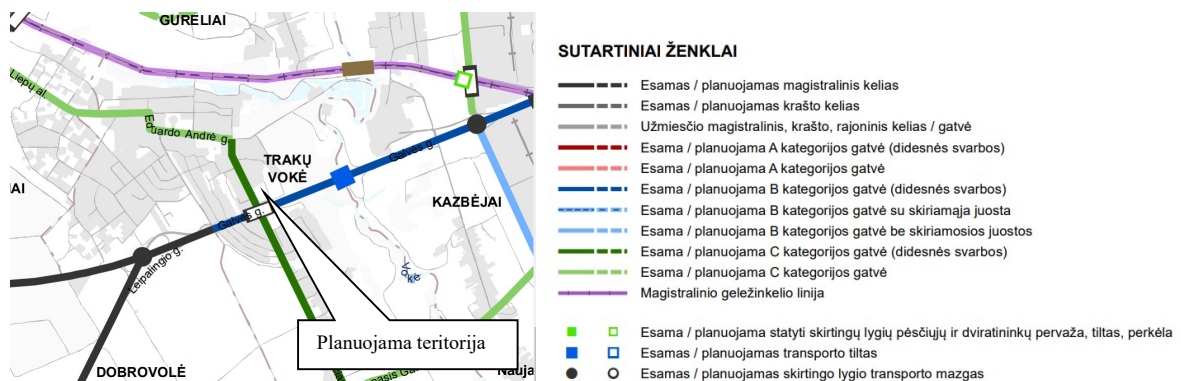 GURELIAI
Liepų al.
Eduardo Andrė g.
TRAKŲ
VOKĖ
Galvės g.
KAZBĖJAI
AI
Galvės g.
Vokė
Leipalingio g.
Planuojama teritorija
DOBROVOLĖ
Nauja
SUTARTINIAI ŽENKLAI
Esamas / planuojamas magistralinis kelias
Esamas / planuojamas krašto kelias
Užmiesčio magistralinis, krašto, rajoninis kelias / gatvė
Esama / planuojama A kategorijos gatvė (didesnės svarbos)
Esama / planuojama A kategorijos gatvė
Esama / planuojama B kategorijos gatvė (didesnės svarbos)
Esama / planuojama B kategorijos gatvė su skiriamąja juosta
Esama / planuojama B kategorijos gatvė be skiriamosios juostos
Esama / planuojama C kategorijos gatvė (didesnės svarbos)
Esama / planuojama C kategorijos gatvė
Magistralinio geležinkelio linija
Esama / planuojama statyti skirtingų lygių pėsčiųjų ir dviratininkų pervaža, tiltas, perkėla
Esamas / planuojamas transporto tiltas
Esamas / planuojamas skirtingo lygio transporto mazgas